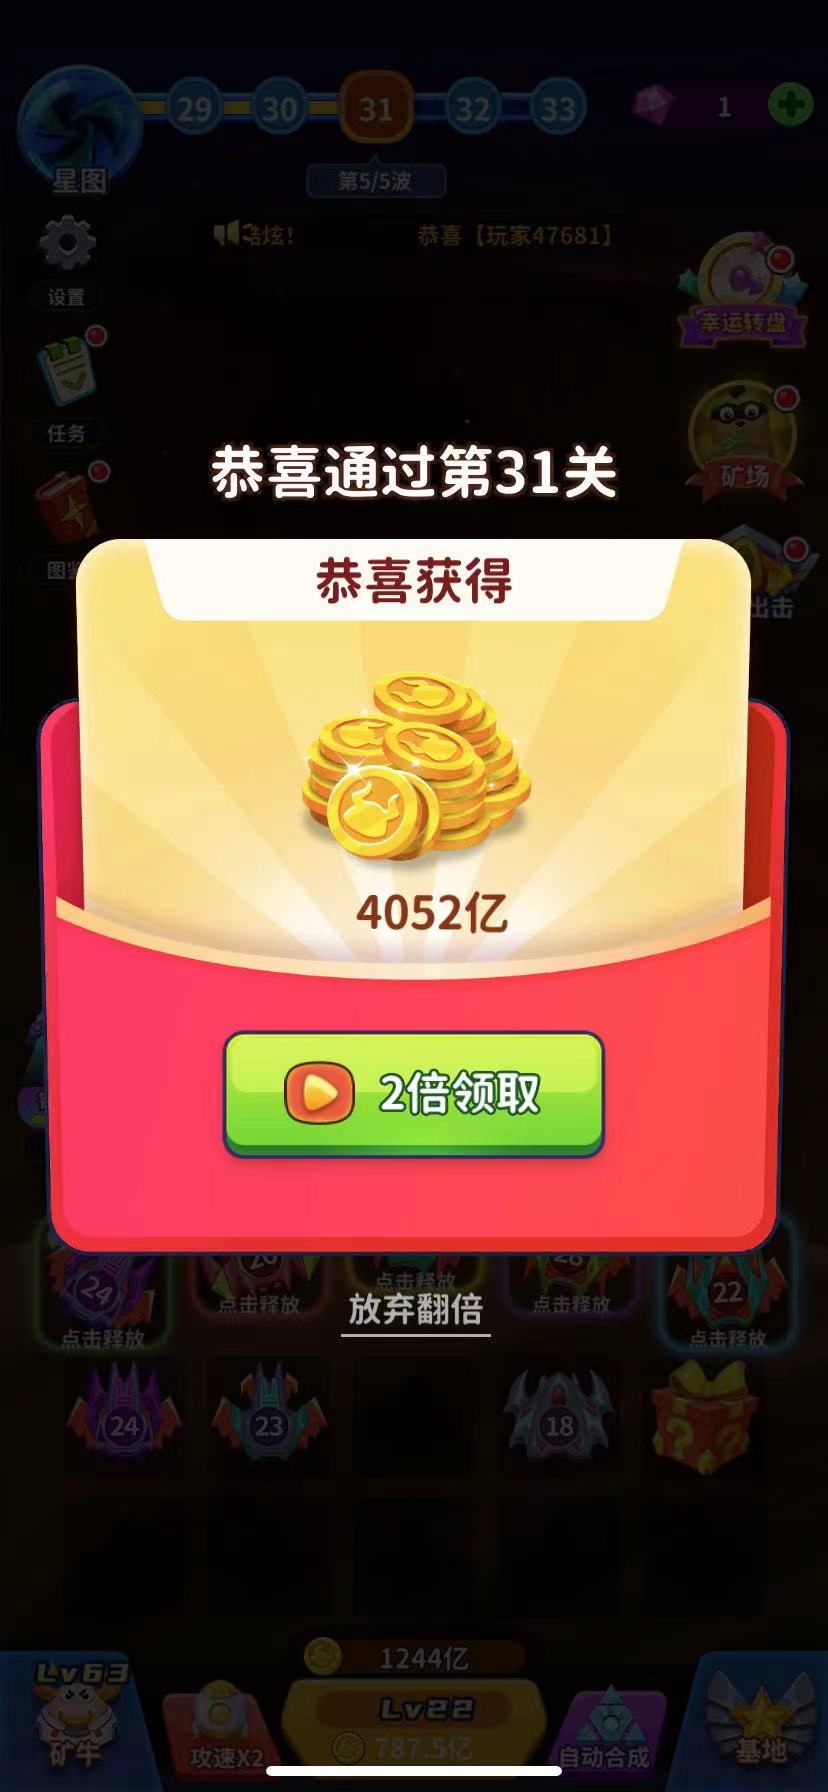 29
30
31
32
33
1
星图
第5/5波
浩炫！
恭喜【玩家47681】
设置
幸运转盘
任务
矿场
恭喜通过第31关
图鉴
出击
恭喜获得
4052亿
2倍领取
24
26
28
22
点击释放
点击释放
点击释放
点击释放
点击释放
放弃翻倍
24
23
18
1244亿
Lv63
Lv22
矿牛
攻速X2
787.5亿
自动合成
基地